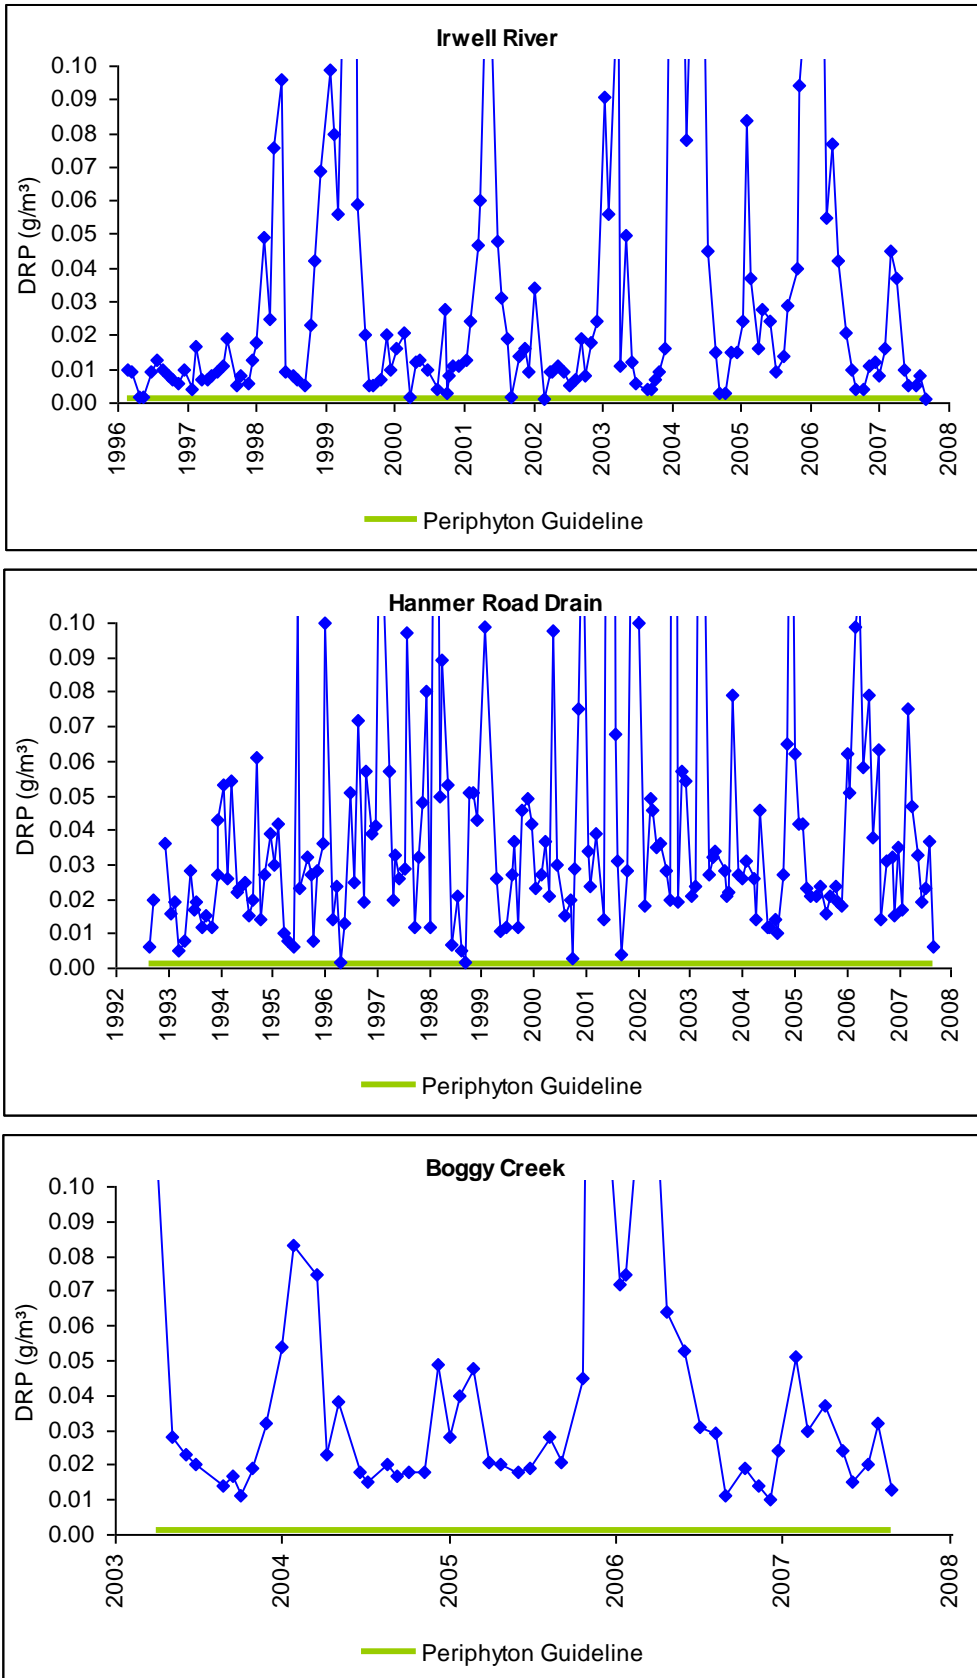 Irwell River
DRP (g/m³)
0.10
0.09
0.08
0.07
0.06
0.05
0.04
0.03
0.02
0.01
0.00
1996 1997 1998 1999 2000 2001 2002 2003 2004 2005 2006 2007 2008
Periphyton Guideline
Hanmer Road Drain
DRP (g/m³)
0.10
0.09
0.08
0.07
0.06
0.05
0.04
0.03
0.02
0.01
0.00
1992 1993 1994 1995 1996 1997 1998 1999 2000 2001 2002 2003 2004 2005 2006 2007 2008
Periphyton Guideline
Boggy Creek
DRP (g/m³)
0.10
0.09
0.08
0.07
0.06
0.05
0.04
0.03
0.02
0.01
0.00
2003 2004 2005 2006 2007 2008
Periphyton Guideline